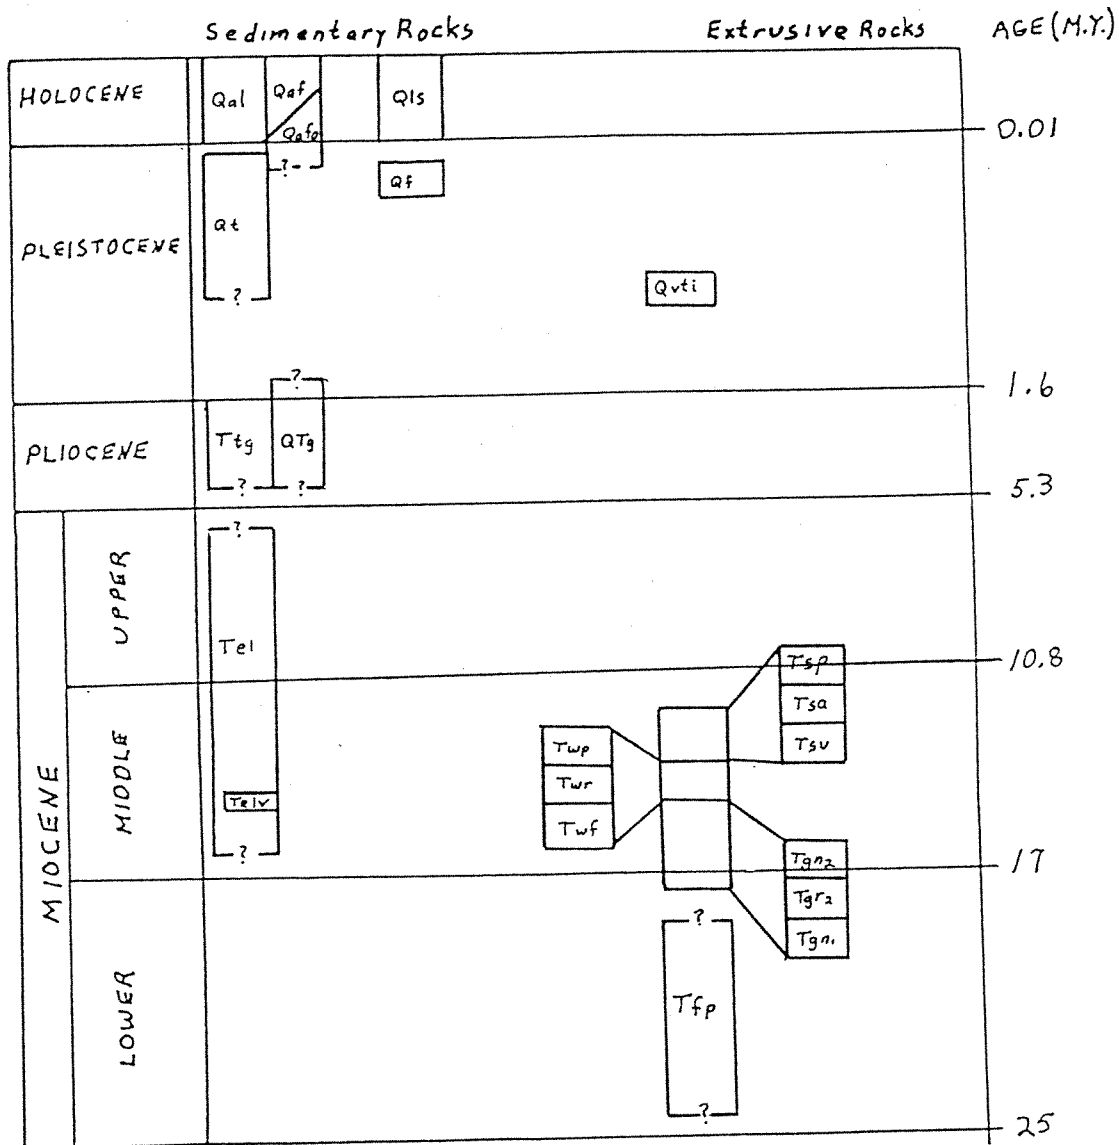 Sedimentary Rocks Extrusive Rocks AGE (M.Y.)
HOLOCENE Qal Qaf Qafo Qls
0.01
?
Qf
PLEISTOCENE Qt
Qvti
?
?
1.6
PLIOCENE Ttg QTg
? ?
5.3
MIOCENE
UPPER
?
Tel
Tsp
10.8
Tsa
MIDDLE
Twp Tsv
Twr
Telv
Twf
?
Tgn2
17
Tgr2
Tgn1
LOWER
?
Tfp
?
25